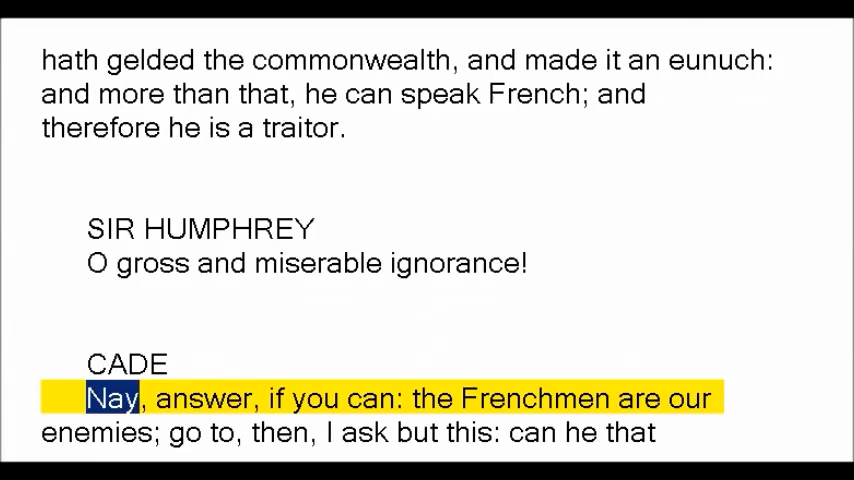 hath gelded the commonwealth, and made it an eunuch:
and more than that, he can speak French; and
therefore he is a traitor.
SIR HUMPHREY
O gross and miserable ignorance!
CADE
Nay, answer, if you can: the Frenchmen are our
enemies; go to, then, I ask but this: can he that